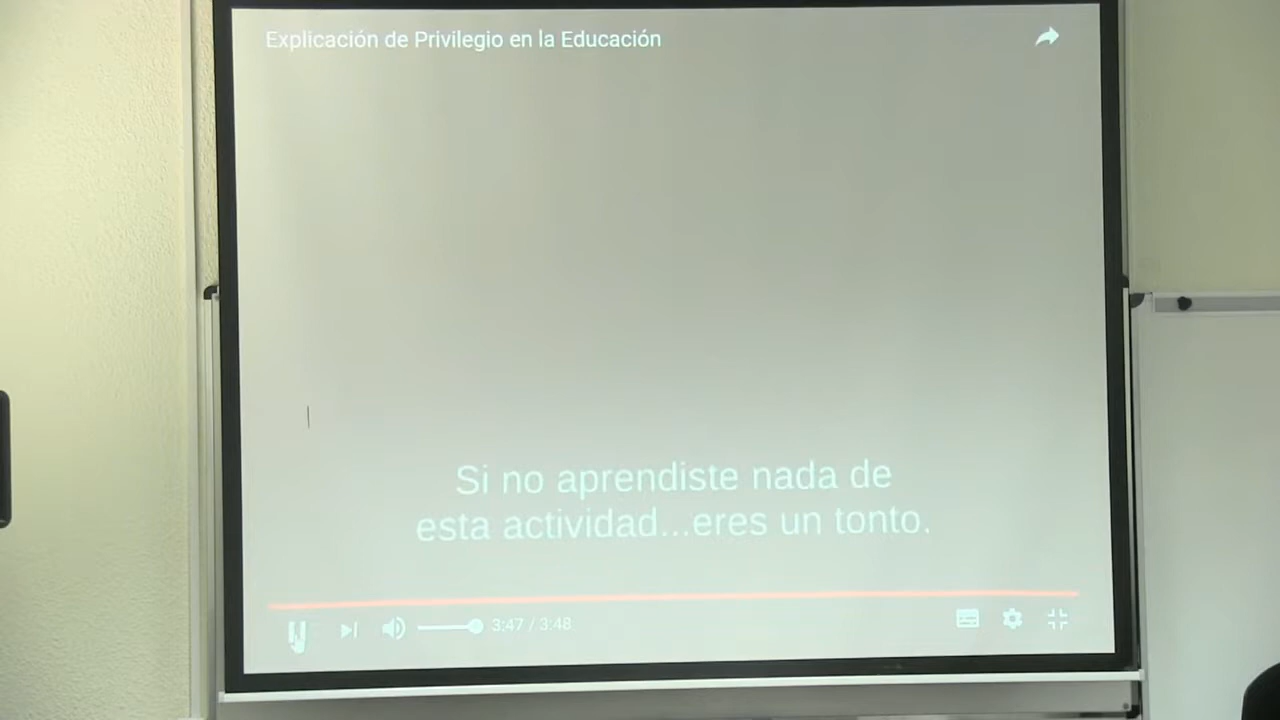 Explicación de Privilegio en la Educación
Si no aprendiste nada de
esta actividad...eres un tonto.
3:47 / 3:48